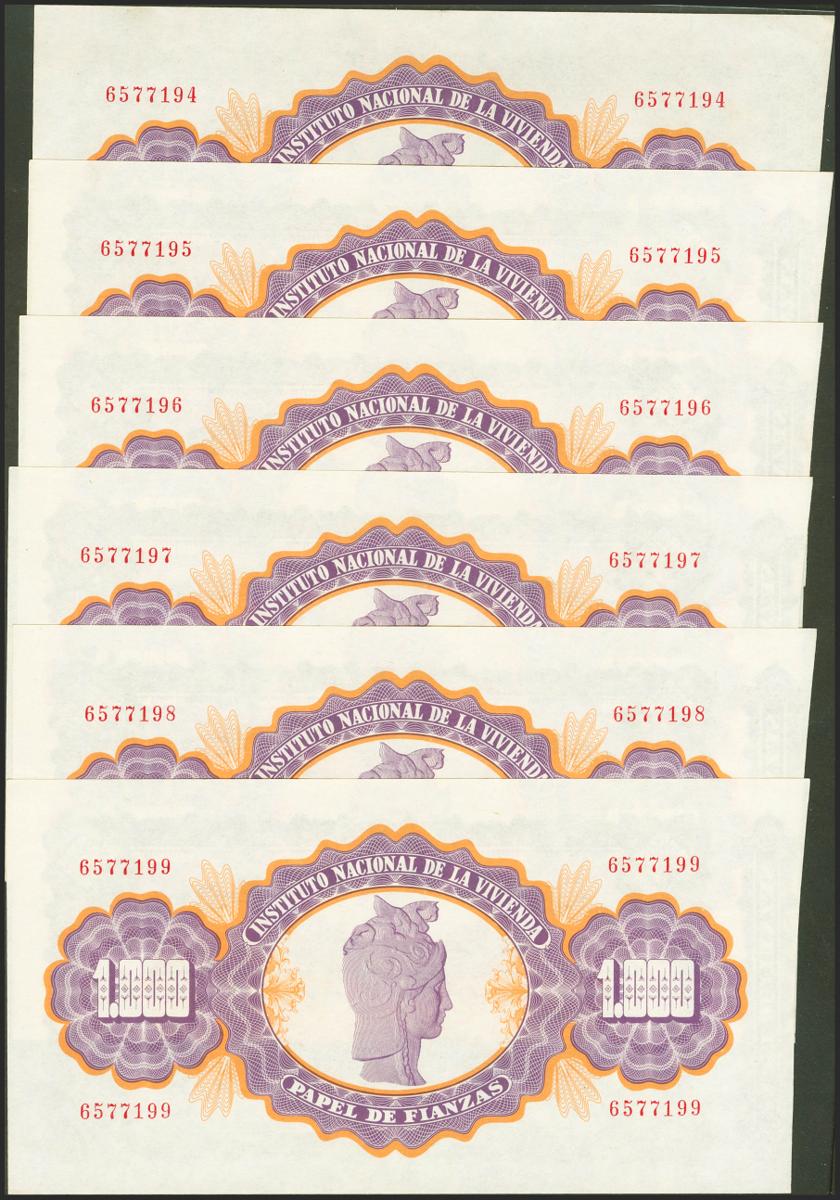 6577194 6577194
INSTITUTO NACIONAL DE LA VIVIENDA
6577195 6577195
INSTITUTO NACIONAL DE LA VIVIENDA
6577196 6577196
INSTITUTO NACIONAL DE LA VIVIENDA
6577197 6577197
INSTITUTO NACIONAL DE LA VIVIENDA
6577198 6577198
INSTITUTO NACIONAL DE LA VIVIENDA
6577199 6577199
INSTITUTO NACIONAL DE LA VIVIENDA
1.000 1.000
PAPEL DE FIANZAS
6577199 6577199